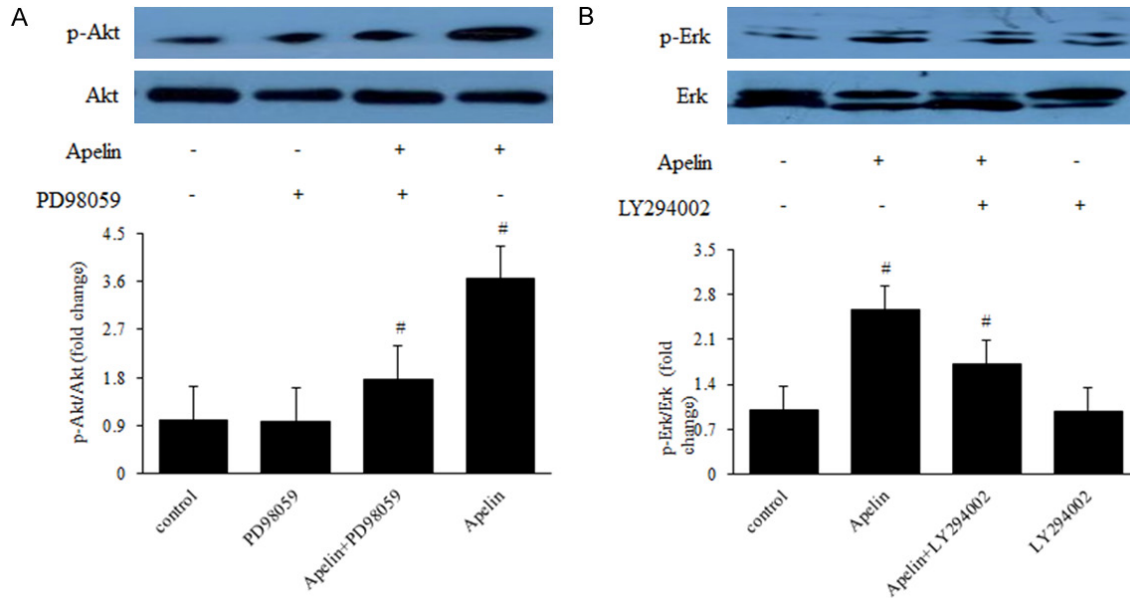 A
p-Akt
Akt
Apelin - - + +
PD98059 - + + -
p-Akt/Akt (fold change)
4.5
3.6
2.7
1.8
0.9
0
#
#
control
PD98059
Apelin+PD98059
Apelin
B
p-Erk
Erk
Apelin - + + -
LY294002 - - + +
p-Erk/Erk (fold
change)
3.5
2.8
2.1
1.4
0.7
0
#
#
control
Apelin
Apelin+LY294002
LY294002